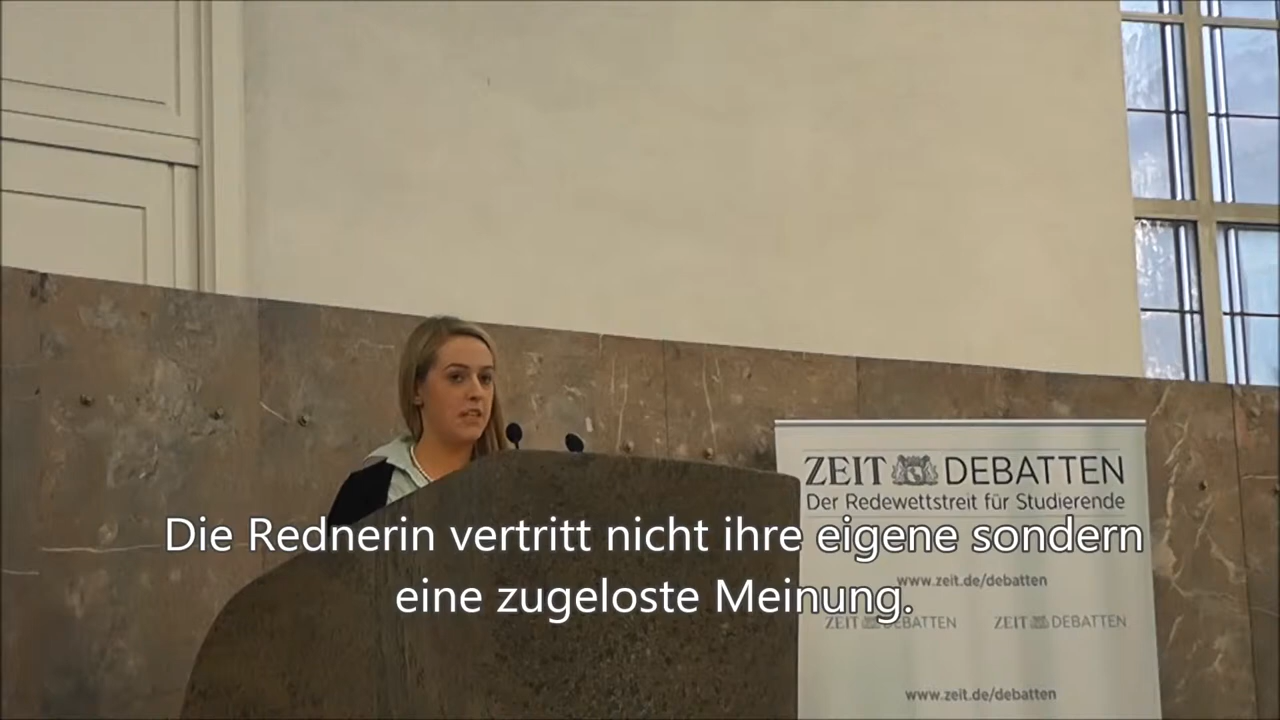 ZEIT DEBATTEN
Der Redewettstreit für Studierende
Die Rednerin vertritt nicht ihre eigene sondern
eine zugeloste Meinung.
www.zeit.de/debatten
ZEIT DEBATTEN ZEIT DEBATTEN
www.zeit.de/debatten